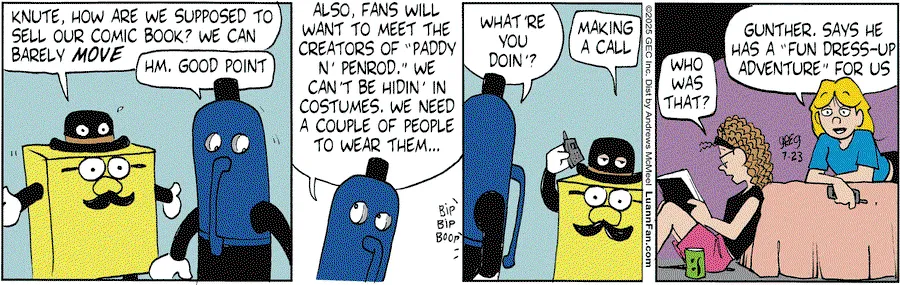 KNUTE, HOW ARE WE SUPPOSED TO
SELL OUR COMIC BOOK? WE CAN
BARELY MOVE
HM. GOOD POINT
ALSO, FANS WILL
WANT TO MEET THE
CREATORS OF "PADDY
N' PENROD." WE
CAN'T BE HIDIN' IN
COSTUMES. WE NEED
A COUPLE OF PEOPLE
TO WEAR THEM...
BIP
BIP
BOOP
WHAT'RE
YOU
DOIN'?
MAKING
A CALL
©2025 GEC Inc. Dist by Andrews McMeel LuannFan.com
WHO
WAS
THAT?
GUNTHER. SAYS HE
HAS A "FUN DRESS-UP
ADVENTURE" FOR US
GREG
7-23